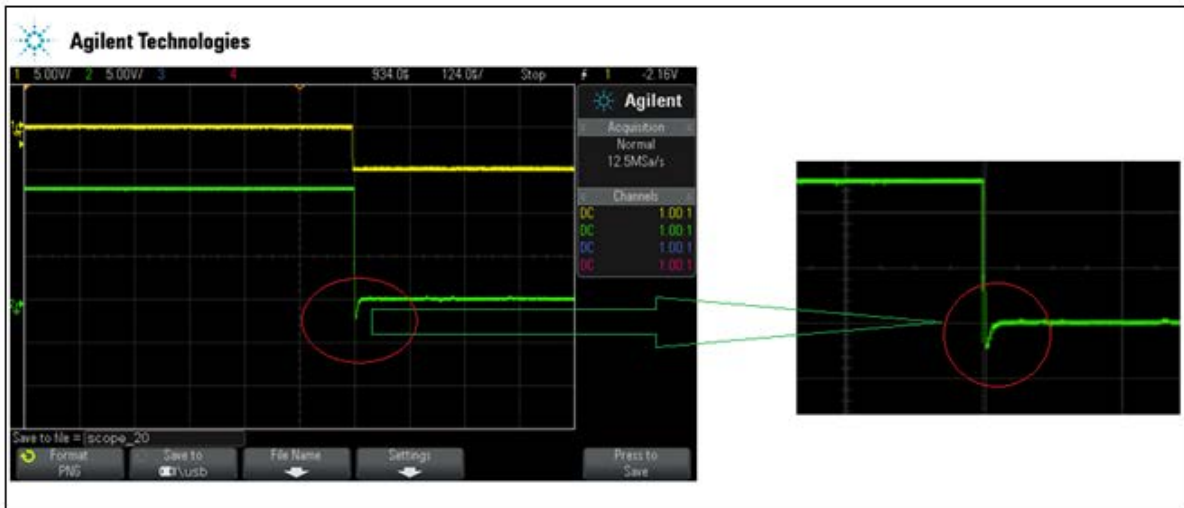 Agilent Technologies
1 5.00V/ 2 5.00V/ 3 4 934.0s 124.0s/ Stop 1 -2.16V
Agilent
Acquisition
Normal
12.5MSa/s
Channels
DC 1.00:1
DC 1.00:1
DC 1.00:1
DC 1.00:1
Save to file = scope_20
Format
PNG
Save to
\usb
File Name
Settings
Press to
Save